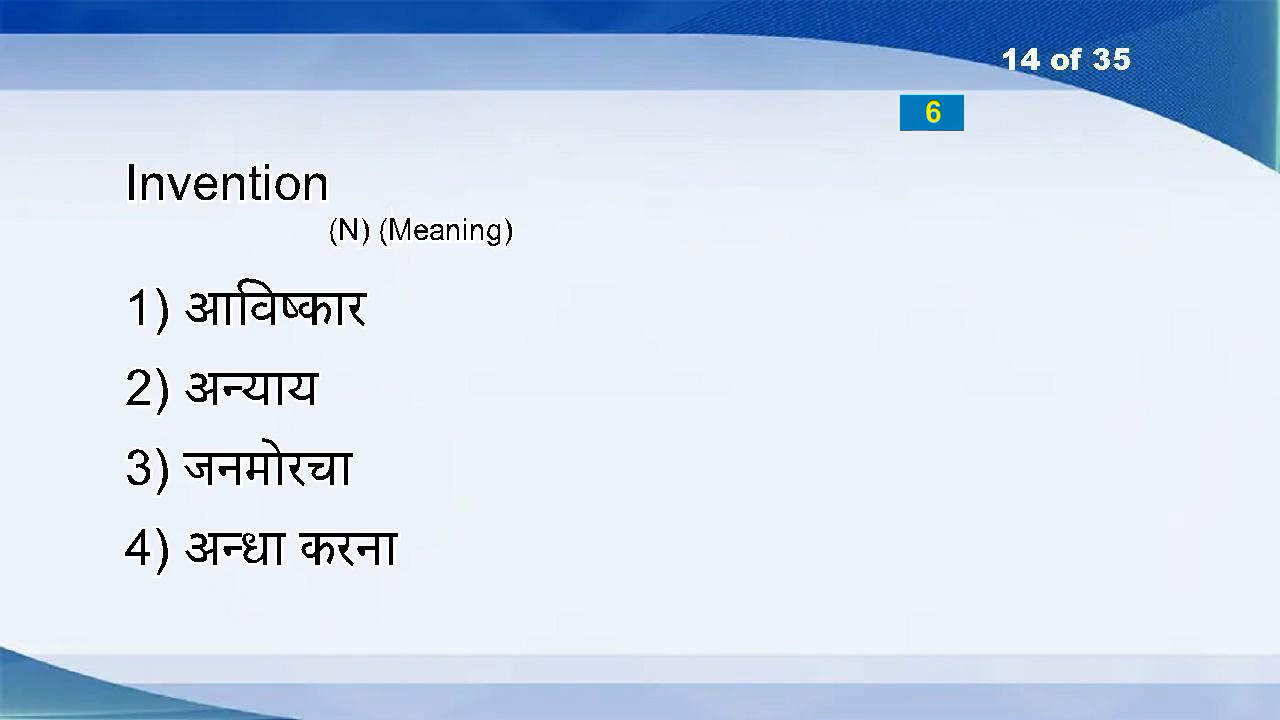 14 of 35
6
Invention
(N) (Meaning)
1) आविष्कार
2) अन्याय
3) जनमोरचा
4) अन्धा करना